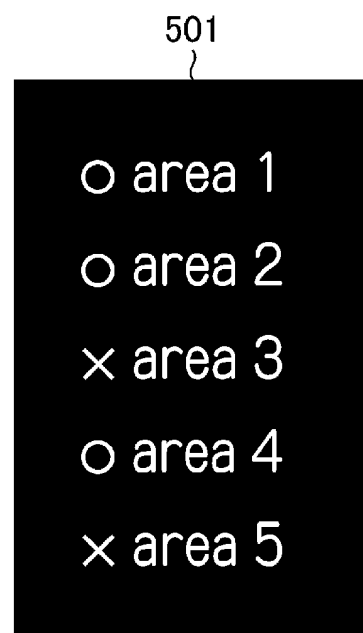 501
○ area 1
○ area 2
× area 3
○ area 4
× area 5